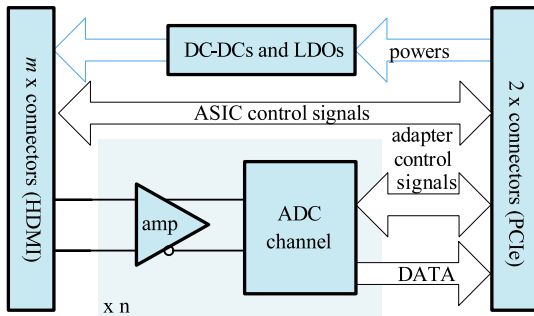 m x connectors (HDMI)
DC-DCs and LDOs
powers
ASIC control signals
adapter
control
signals
amp
ADC
channel
DATA
x n
2 x connectors (PCIe)